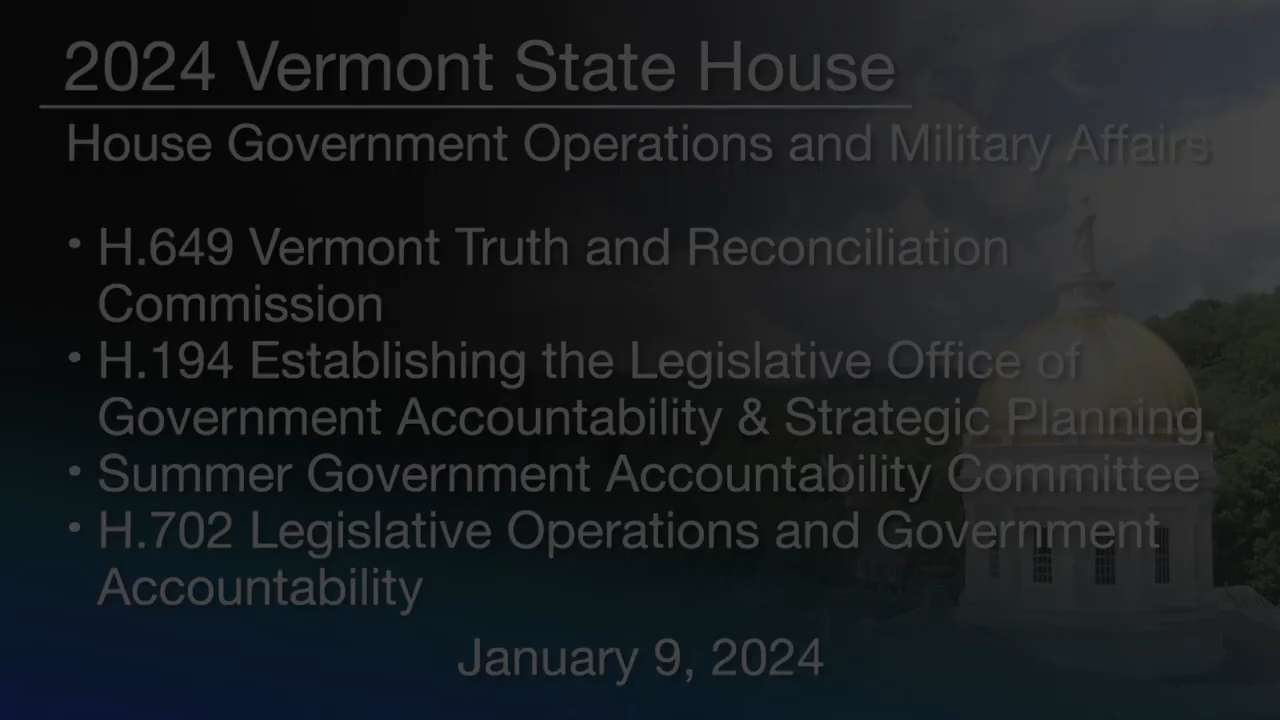 2024 Vermont State House
House Government Operations and Military Affairs
• H.649 Vermont Truth and Reconciliation
Commission
• H.194 Establishing the Legislative Office of
Government Accountability & Strategic Planning
• Summer Government Accountability Committee
• H.702 Legislative Operations and Government
Accountability
January 9, 2024